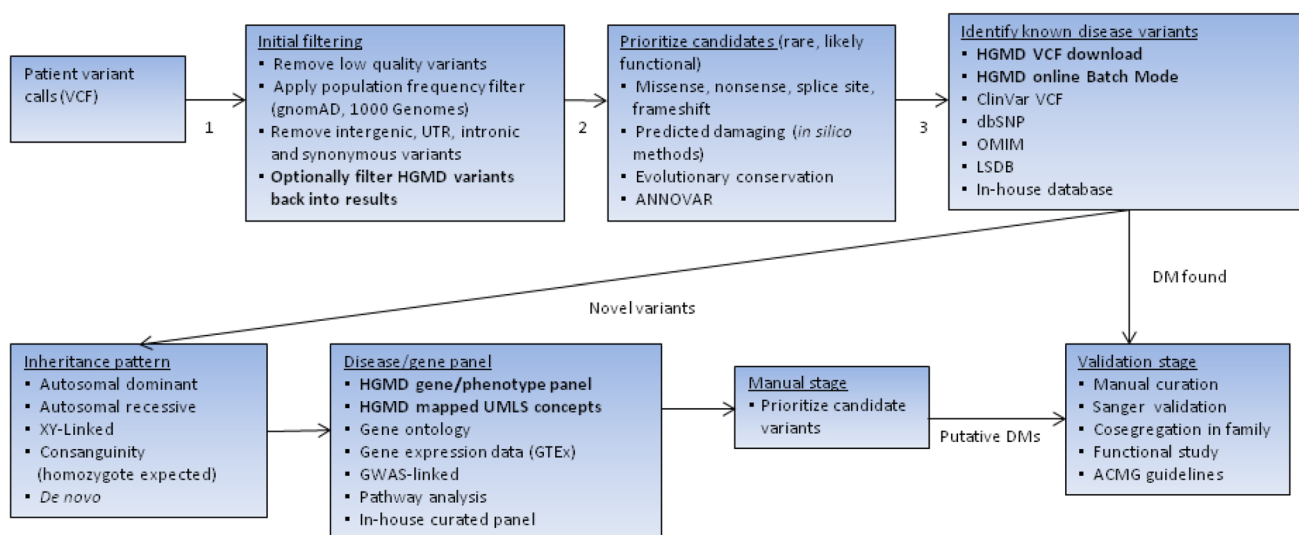 Patient variant
calls (VCF)
1
Initial filtering
▪ Remove low quality variants
▪ Apply population frequency filter
(gnomAD, 1000 Genomes)
▪ Remove intergenic, UTR, intronic
and synonymous variants
▪ Optionally filter HGMD variants
back into results
2
Prioritize candidates (rare, likely
functional)
▪ Missense, nonsense, splice site,
frameshift
▪ Predicted damaging (in silico
methods)
▪ Evolutionary conservation
▪ ANNOVAR
3
Identify known disease variants
▪ HGMD VCF download
▪ HGMD online Batch Mode
▪ ClinVar VCF
▪ dbSNP
▪ OMIM
▪ LSDB
▪ In-house database
Novel variants
DM found
Inheritance pattern
▪ Autosomal dominant
▪ Autosomal recessive
▪ XY-Linked
▪ Consanguinity
(homozygote expected)
▪ De novo
Disease/gene panel
▪ HGMD gene/phenotype panel
▪ HGMD mapped UMLS concepts
▪ Gene ontology
▪ Gene expression data (GTEx)
▪ GWAS-linked
▪ Pathway analysis
▪ In-house curated panel
Manual stage
▪ Prioritize candidate
variants
Putative DMs
Validation stage
▪ Manual curation
▪ Sanger validation
▪ Cosegregation in family
▪ Functional study
▪ ACMG guidelines